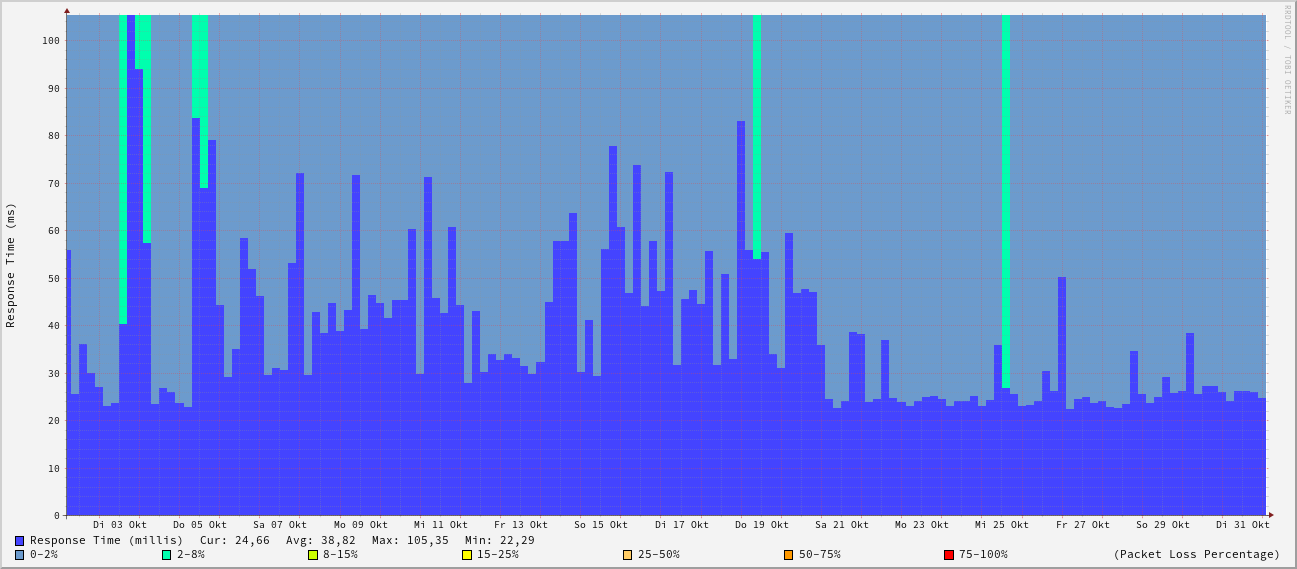 RRDTOOL / TOBI OETIKER
Response Time (ms)
100
90
80
70
60
50
40
30
20
10
0
Di 03 Okt Do 05 Okt Sa 07 Okt Mo 09 Okt Mi 11 Okt Fr 13 Okt So 15 Okt Di 17 Okt Do 19 Okt Sa 21 Okt Mo 23 Okt Mi 25 Okt Fr 27 Okt So 29 Okt Di 31 Okt
Response Time (millis) Cur: 24,66 Avg: 38,82 Max: 105,35 Min: 22,29
0-2% 2-8% 8-15% 15-25% 25-50% 50-75% 75-100% (Packet Loss Percentage)